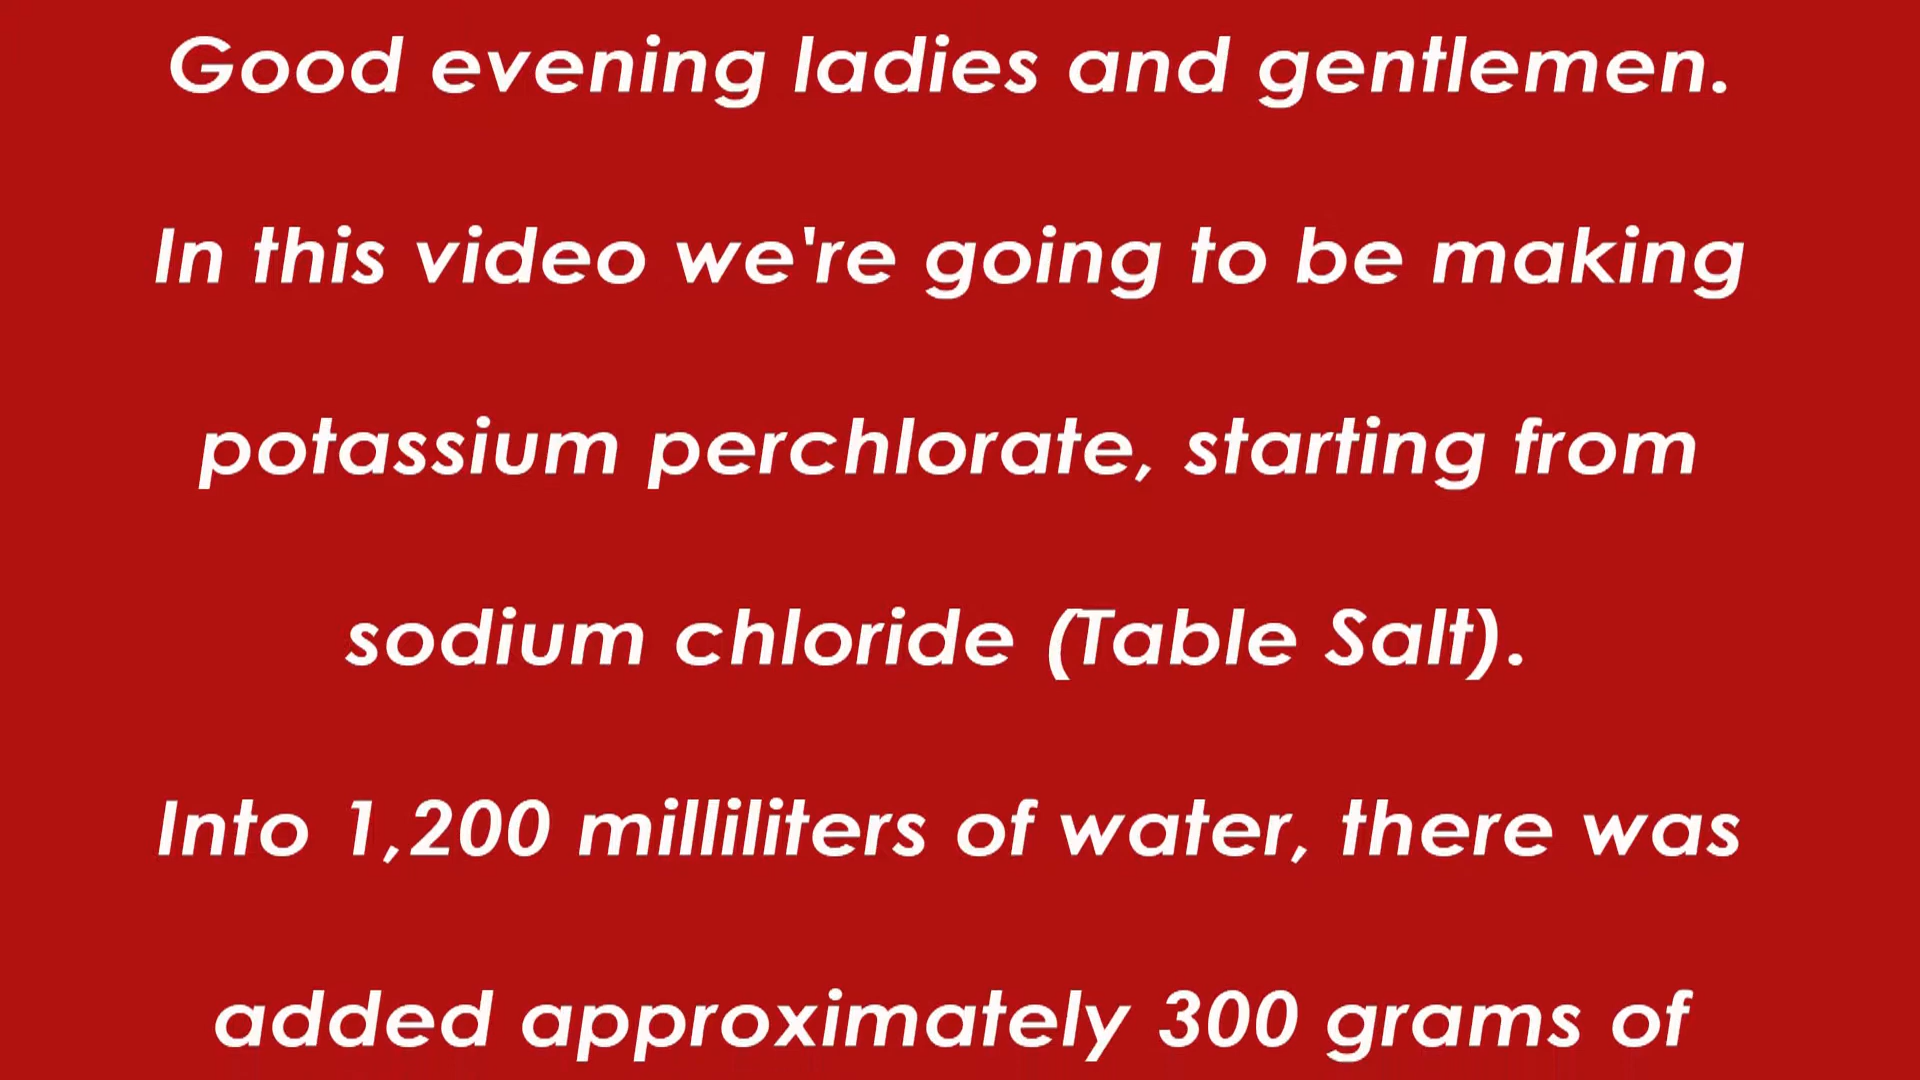 Good evening ladies and gentlemen.
In this video we're going to be making
potassium perchlorate, starting from
sodium chloride (Table Salt).
Into 1,200 milliliters of water, there was
added approximately 300 grams of